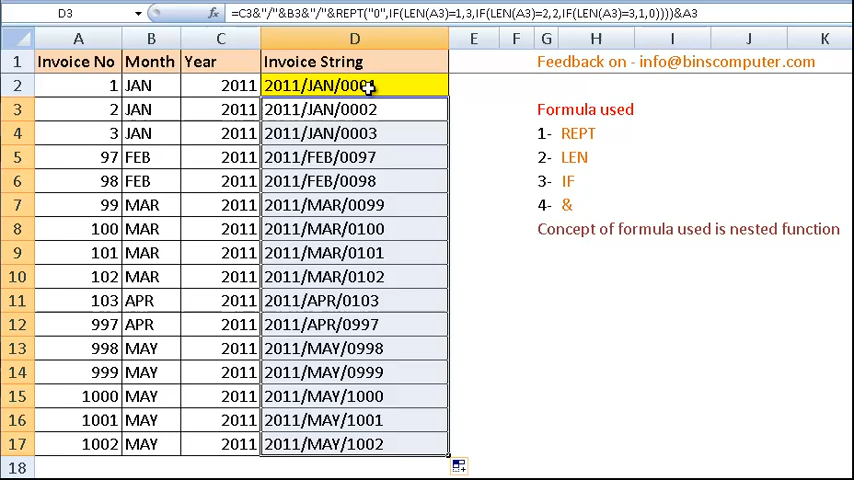 D3 fx =C3&"/"&B3&"/"&REPT("0",IF(LEN(A3)=1,3,IF(LEN(A3)=2,2,IF(LEN(A3)=3,1,0))))&A3
A B C D E F G H I J K
1 Invoice No Month Year Invoice String Feedback on - info@binscomputer.com
2 1 JAN 2011 2011/JAN/0001
3 2 JAN 2011 2011/JAN/0002 Formula used
4 3 JAN 2011 2011/JAN/0003 1- REPT
5 97 FEB 2011 2011/FEB/0097 2- LEN
6 98 FEB 2011 2011/FEB/0098 3- IF
7 99 MAR 2011 2011/MAR/0099 4- &
8 100 MAR 2011 2011/MAR/0100 Concept of formula used is nested function
9 101 MAR 2011 2011/MAR/0101
10 102 MAR 2011 2011/MAR/0102
11 103 APR 2011 2011/APR/0103
12 997 APR 2011 2011/APR/0997
13 998 MAY 2011 2011/MAY/0998
14 999 MAY 2011 2011/MAY/0999
15 1000 MAY 2011 2011/MAY/1000
16 1001 MAY 2011 2011/MAY/1001
17 1002 MAY 2011 2011/MAY/1002
18